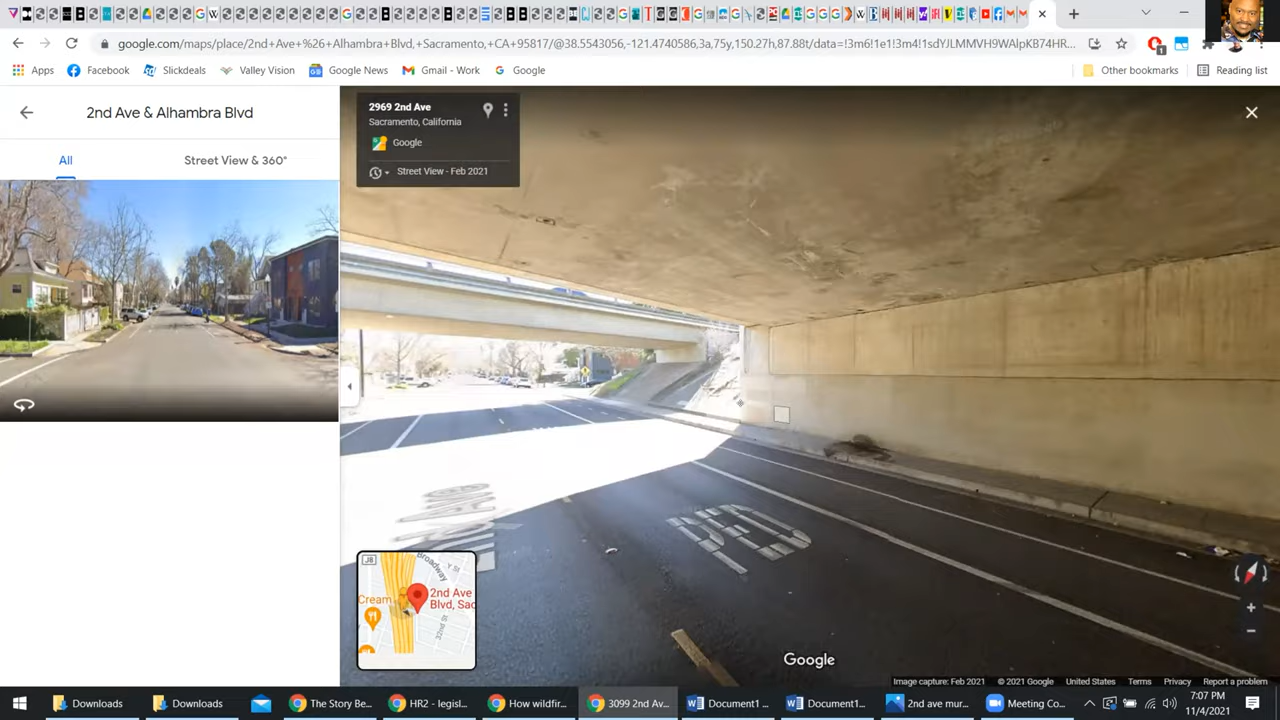 google.com/maps/place/2nd+Ave+%26+Alhambra+Blvd,+Sacramento,+CA+95817/@38.5543056,-121.4740586,3a,75y,150.27h,87.88t/data=!3m6!1e1!3m4!1sdYJLMMVH9WAlpKB74HR...
Apps Facebook Slickdeals Valley Vision Google News Gmail - Work Google Other bookmarks Reading list
2nd Ave & Alhambra Blvd
All Street View & 360°
2969 2nd Ave
Sacramento, California
Google
Street View - Feb 2021
JB
Broadway
Y St
Cream
2nd Ave
Blvd, Sac
32nd St
Google
Image capture: Feb 2021 © 2021 Google United States Terms Privacy Report a problem
Downloads Downloads The Story Be... HR2 - legisl... How wildfir... 3099 2nd Av... Document1 ... Document1... 2nd ave mur... Meeting Co...
7:07 PM
11/4/2021